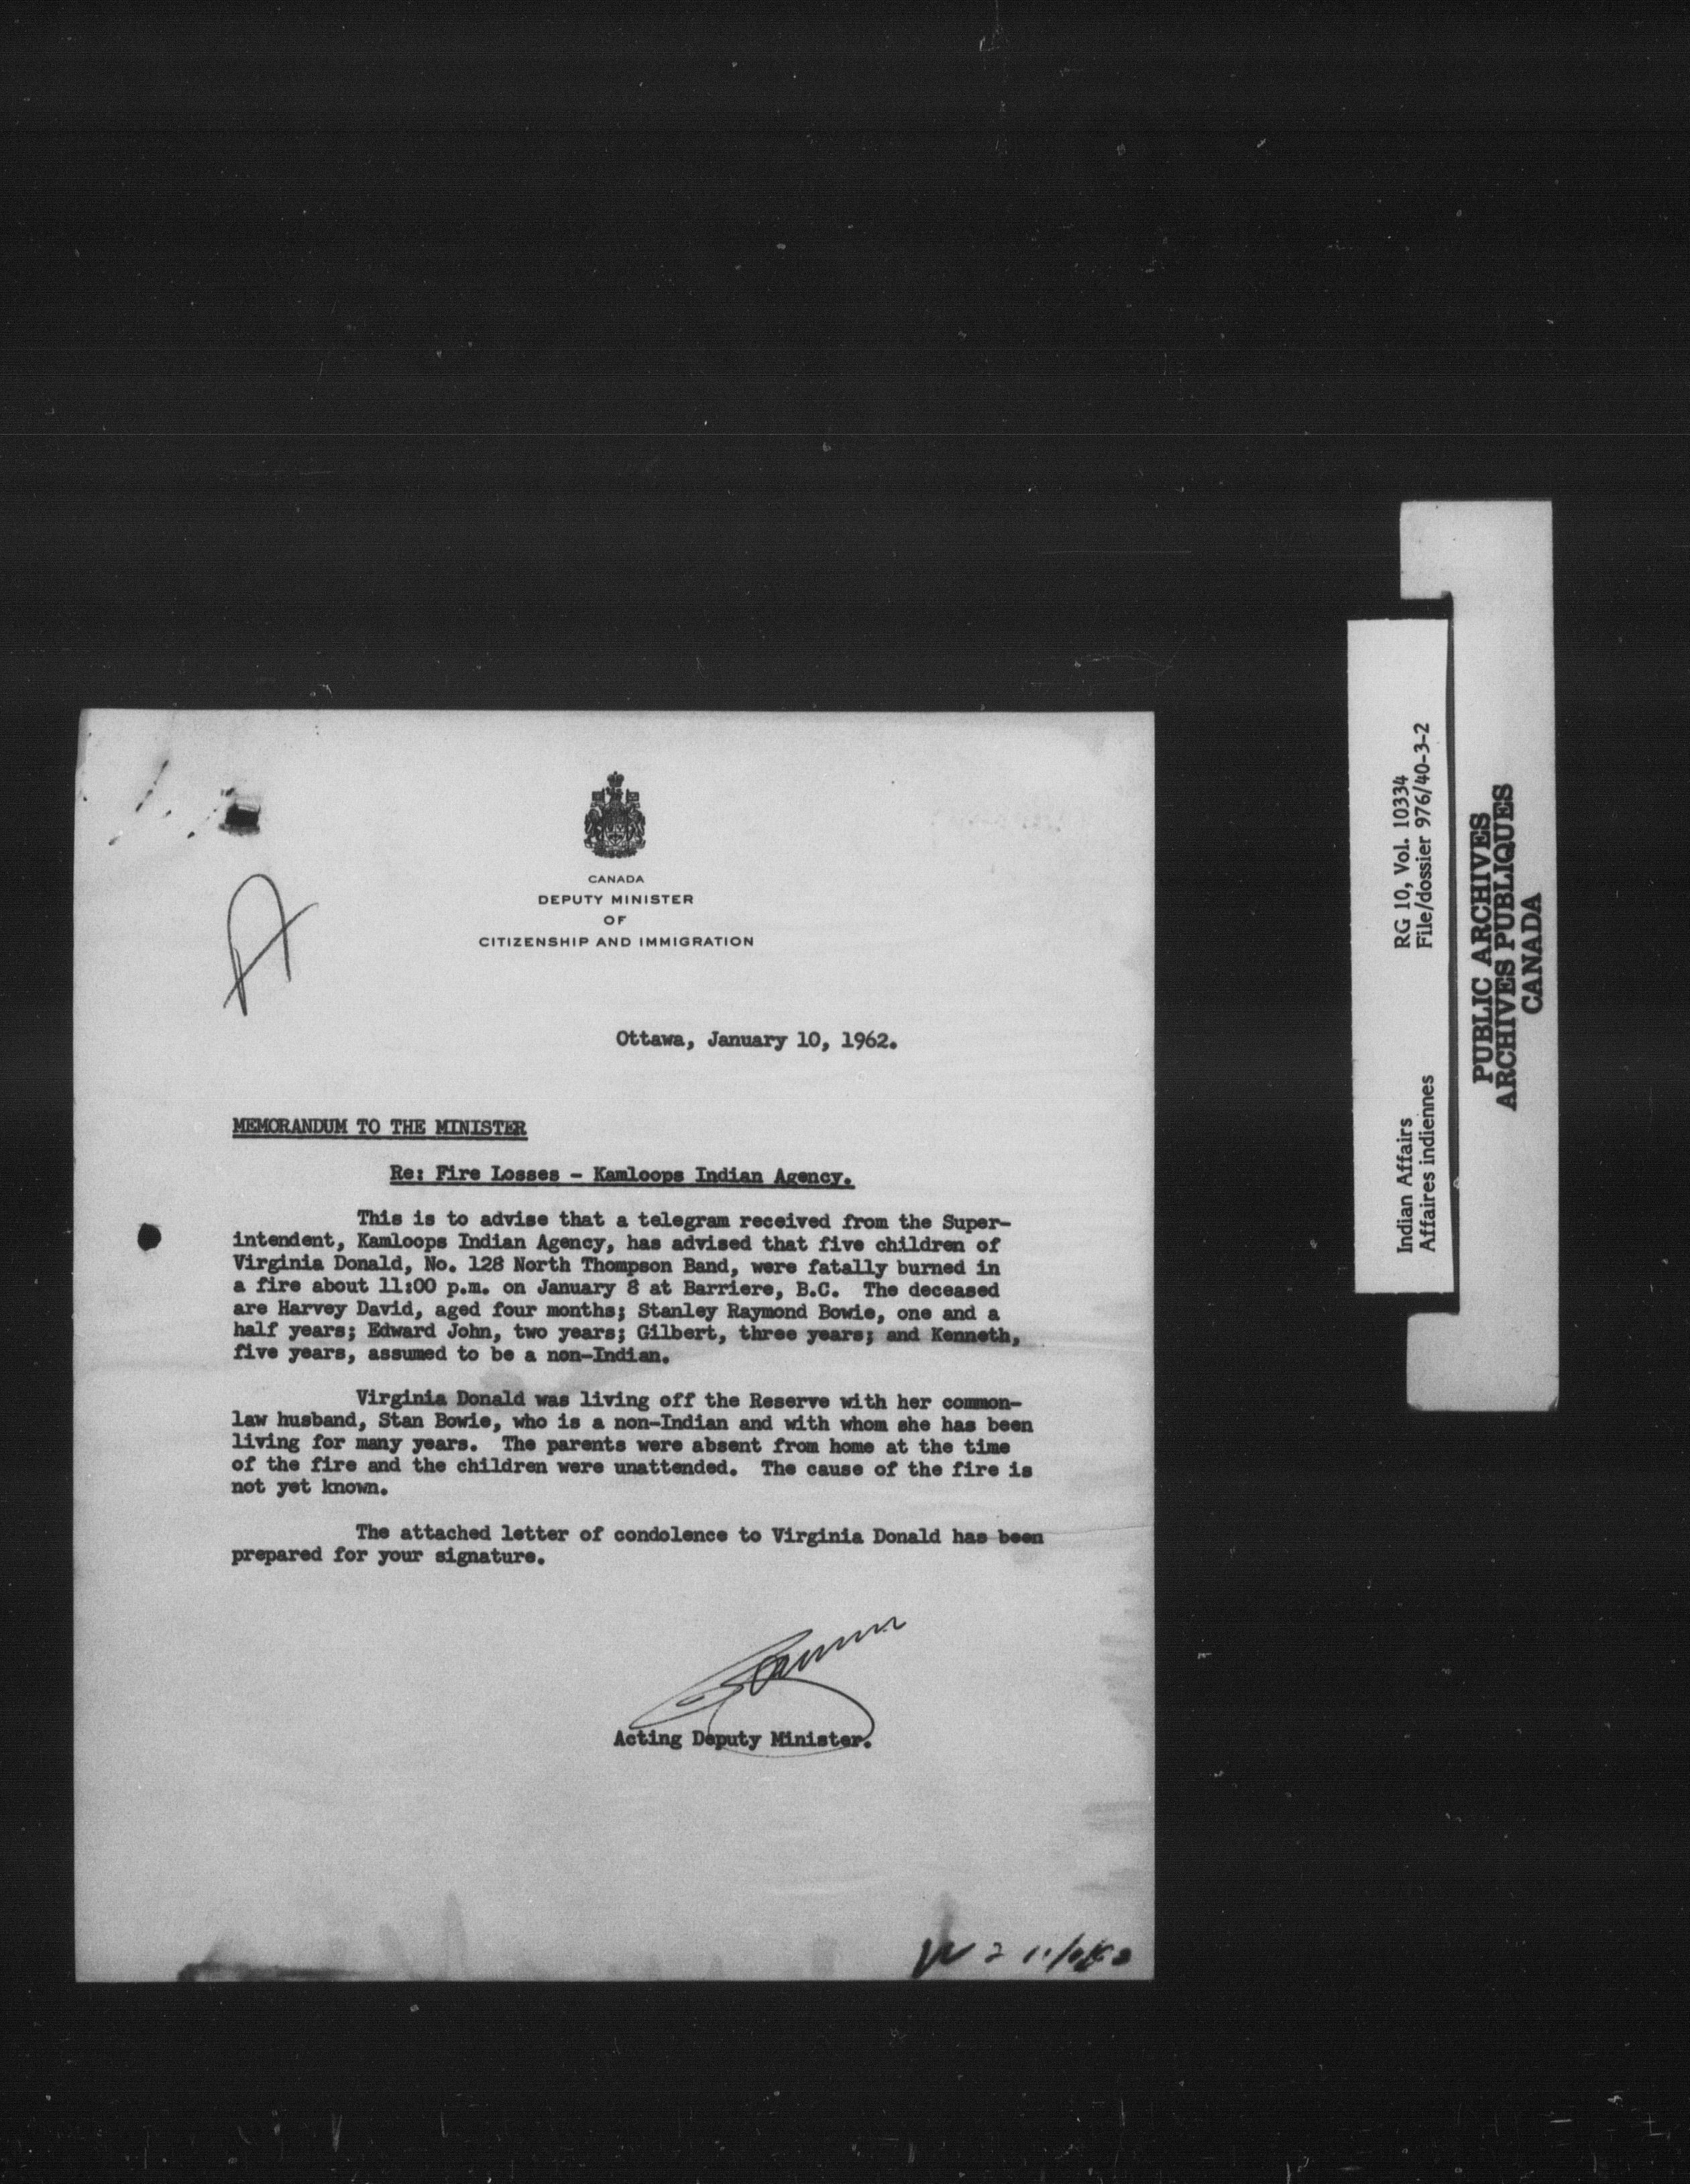 CANADA
DEPUTY MINISTER
OF
CITIZENSHIP AND IMMIGRATION
Ottawa, January 10, 1962.
MEMORANDUM TO THE MINISTER
Re: Fire Losses - Kamloops Indian Agency.
This is to advise that a telegram received from the Super-
intendent, Kamloops Indian Agency, has advised that five children of
Virginia Donald, No. 128 North Thompson Band, were fatally burned in
a fire about 11:00 p.m. on January 8 at Barriere, B.C. The deceased
are Harvey David, aged four months; Stanley Raymond Bowie, one and a
half years; Edward John, two years; Gilbert, three years; and Kenneth,
five years, assumed to be a non-Indian.
Virginia Donald was living off the Reserve with her common-
law husband, Stan Bowie, who is a non-Indian and with whom she has been
living for many years. The parents were absent from home at the time
of the fire and the children were unattended. The cause of the fire is
not yet known.
The attached letter of condolence to Virginia Donald has been
prepared for your signature.
Acting Deputy Minister.
Indian Affairs RG 10, Vol. 10334
Affaires indiennes File/dossier 976/40-3-2
PUBLIC ARCHIVES
ARCHIVES PUBLIQUES
CANADA